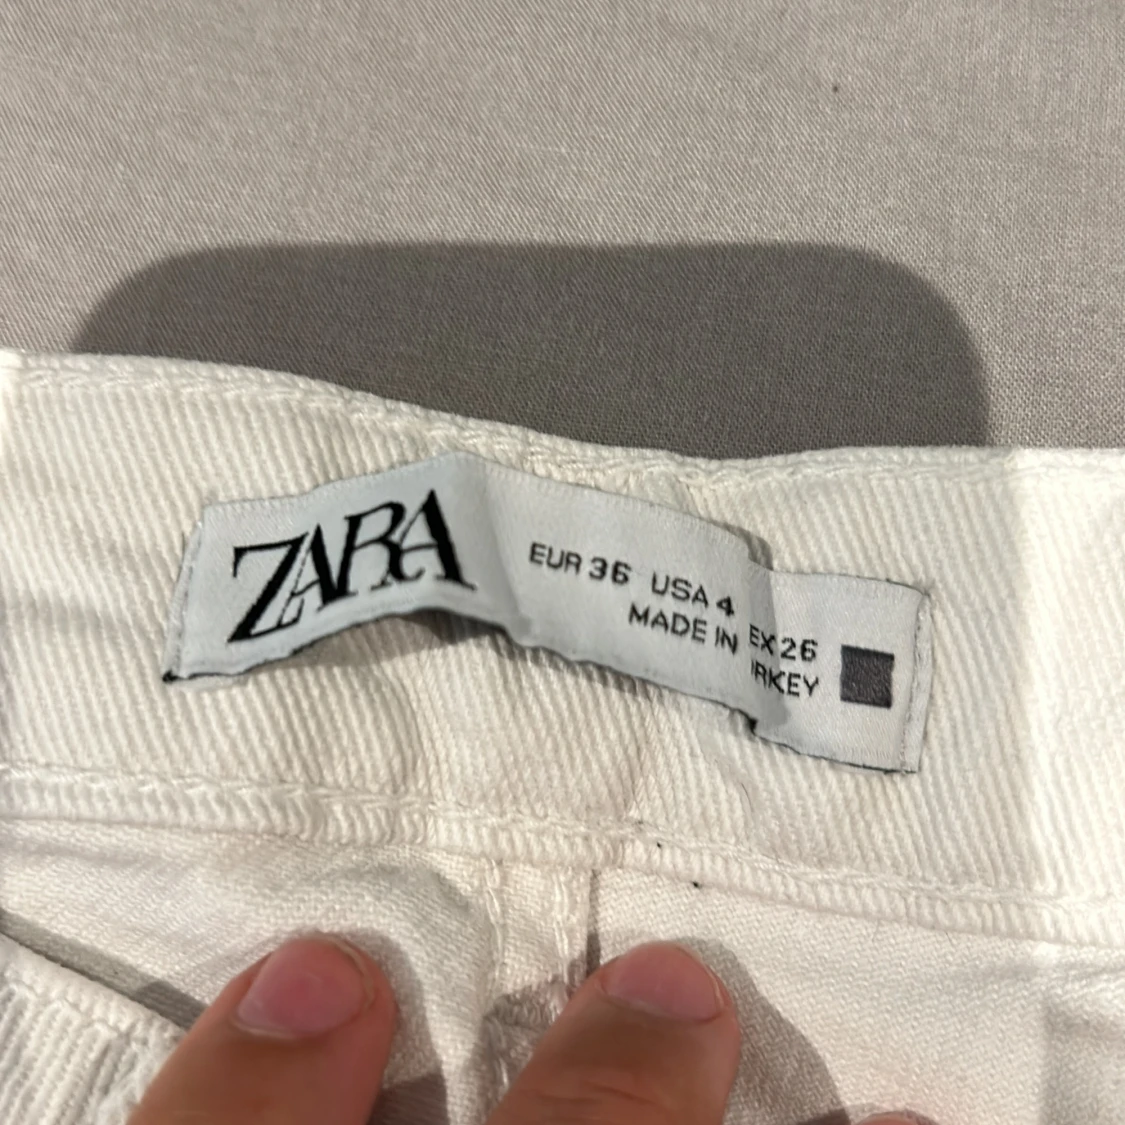 ZARA
EUR 36 USA 4 EX 26
MADE IN RKEY